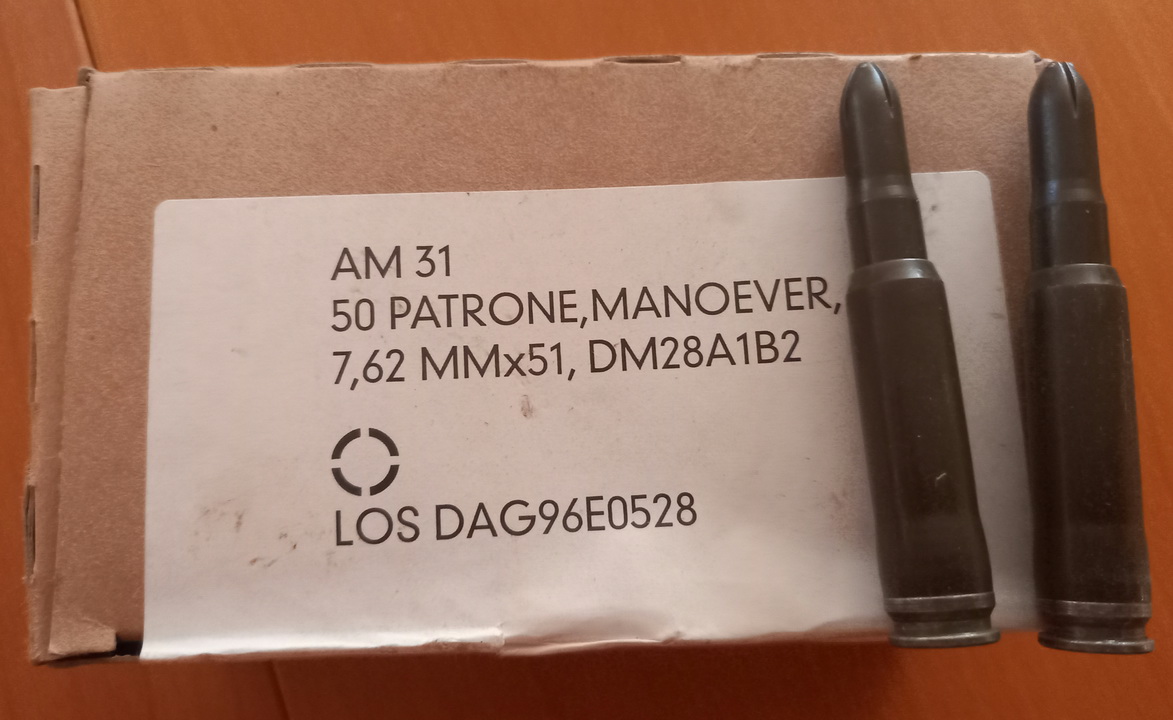 AM 31
50 PATRONE,MANOEVER,
7,62 MMx51, DM28A1B2
LOS DAG96E0528